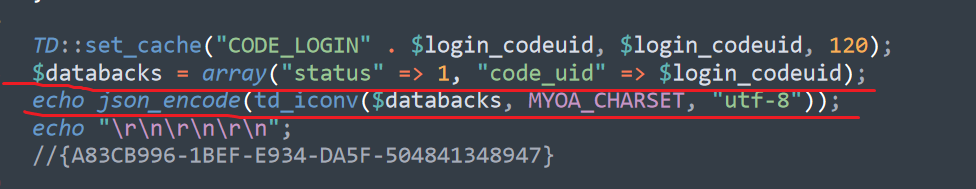 TD::set_cache("CODE_LOGIN" . $login_codeuid, $login_codeuid, 120);
$databacks = array("status" => 1, "code_uid" => $login_codeuid);
echo json_encode(td_iconv($databacks, MYOA_CHARSET, "utf-8"));
echo "\r\n\r\n\r\n";
//{A83CB996-1BEF-E934-DA5F-504841348947}